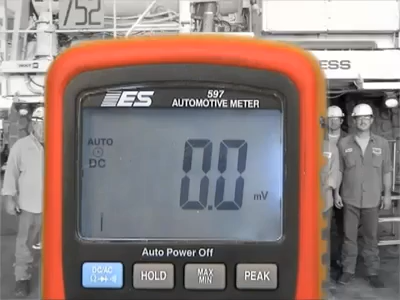 752
ESS
ES
597
AUTOMOTIVE METER
AUTO
DC
0.0 mV
Auto Power Off
DC/AC
HOLD
MAX
MIN
PEAK